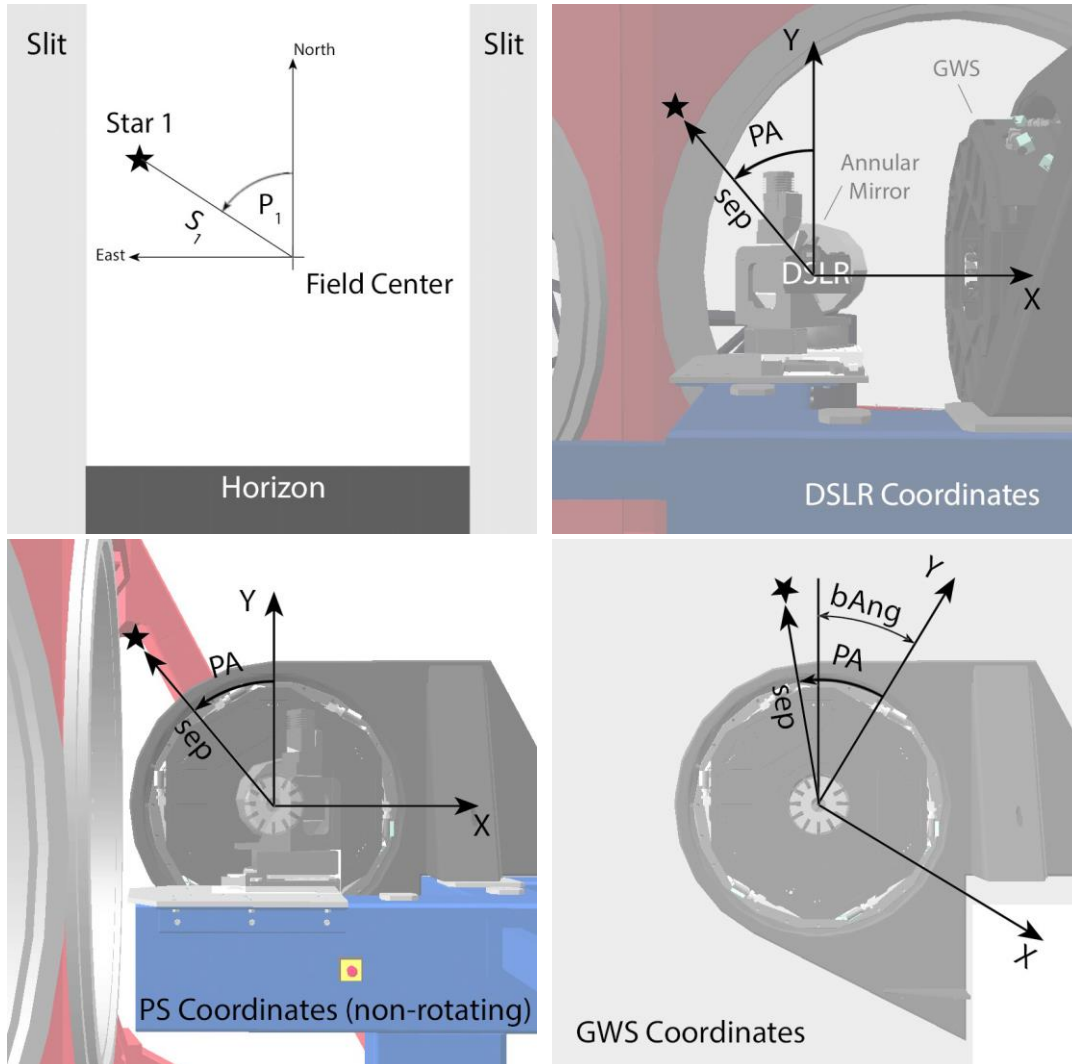 Slit
Slit
North
Star 1
P₁
S₁
East
Field Center
Horizon
Y
GWS
PA
Annular
Mirror
sep
DSLR
X
DSLR Coordinates
Y
PA
sep
X
PS Coordinates (non-rotating)
Y
bAng
PA
sep
X
GWS Coordinates